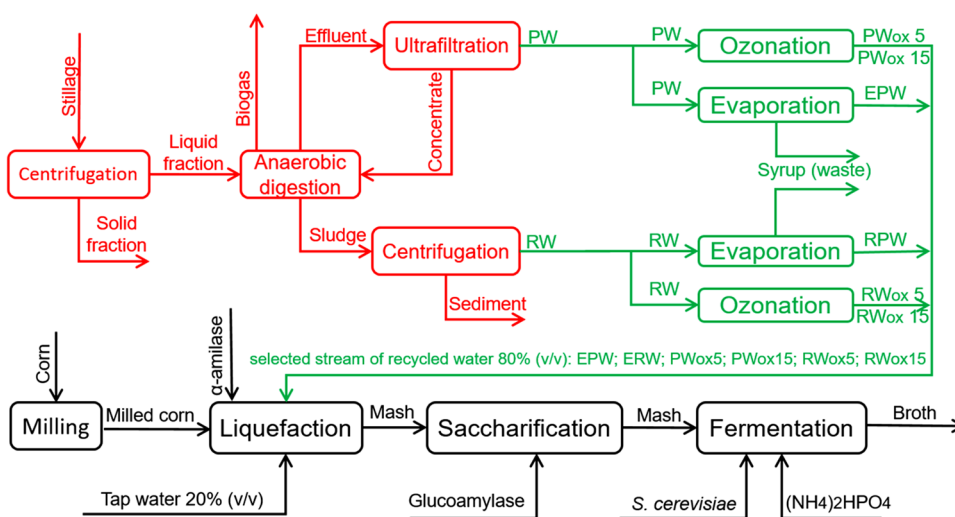 Stillage
Centrifugation
Solid
fraction
Liquid
fraction
Biogas
Anaerobic
digestion
Effluent
Ultrafiltration
Concentrate
Sludge
Centrifugation
Sediment
PW
PW
Ozonation
PWox 5
PWox 15
PW
Evaporation
EPW
Syrup (waste)
RW
RW
Evaporation
RPW
RW
Ozonation
RWox 5
RWox 15
selected stream of recycled water 80% (v/v): EPW; ERW; PWox5; PWox15; RWox5; RWox15
Corn
Milling
Milled corn
α-amilase
Liquefaction
Tap water 20% (v/v)
Mash
Saccharification
Glucoamylase
Mash
Fermentation
S. cerevisiae
(NH4)2HPO4
Broth